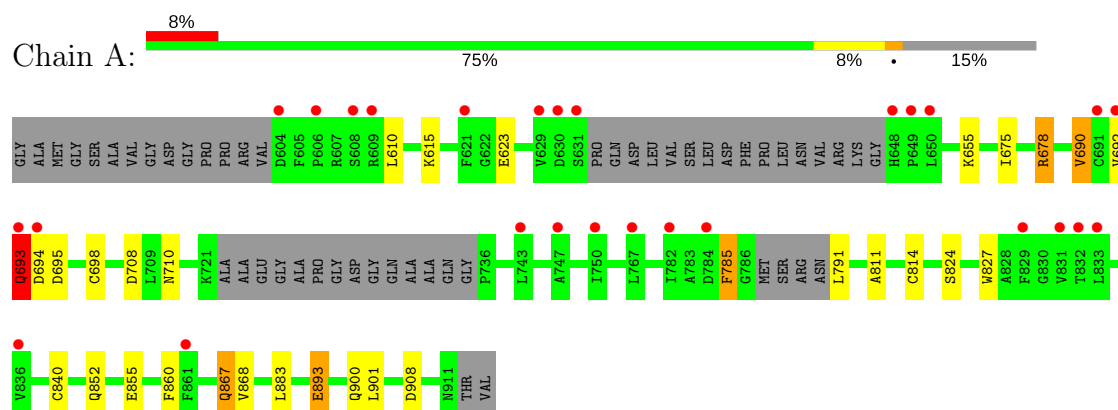 8%
Chain A:
75% 8% • 15%
GLY ALA MET GLY SER ALA VAL GLY ASP GLY PRO PRO ARG VAL D604 F605 P606 R607 S608 R609 L610 K615 F621 G622 E623 V629 D630 S631 PRO GLN ASP LEU VAL SER LEU ASP PHE PRO LEU ASN VAL ARG LYS GLY H648 P649 L650 K655 I675 R678 V690 C691 V692
Q693 D694 D695 C698 D708 L709 N710 K721 ALA ALA GLU GLY ALA PRO GLY ASP GLY GLN ALA ALA GLN GLY P736 L743 A747 I750 L767 I782 A783 D784 F785 G786 MET SER ARG ASN L791 A811 C814 S824 W827 A828 F829 G830 V831 T832 L833
V836 C840 Q852 E855 F860 F861 Q867 V868 L883 E893 Q900 L901 D908 N911 THR VAL